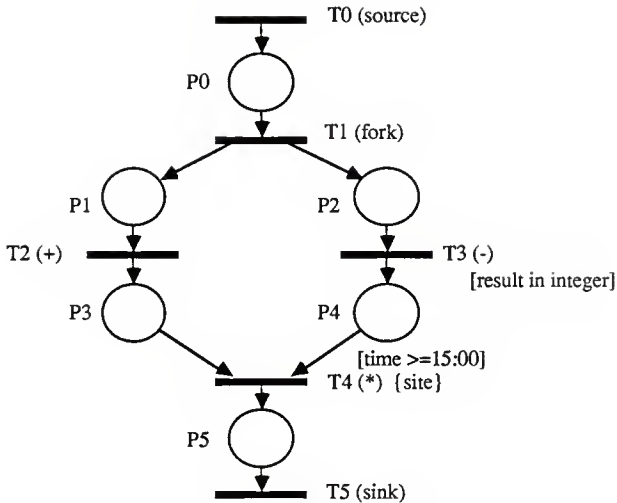 T0 (source)
P0
T1 (fork)
P1
P2
T2 (+)
T3 (-)
[result in integer]
P3
P4
[time >=15:00]
T4 (*) {site}
P5
T5 (sink)